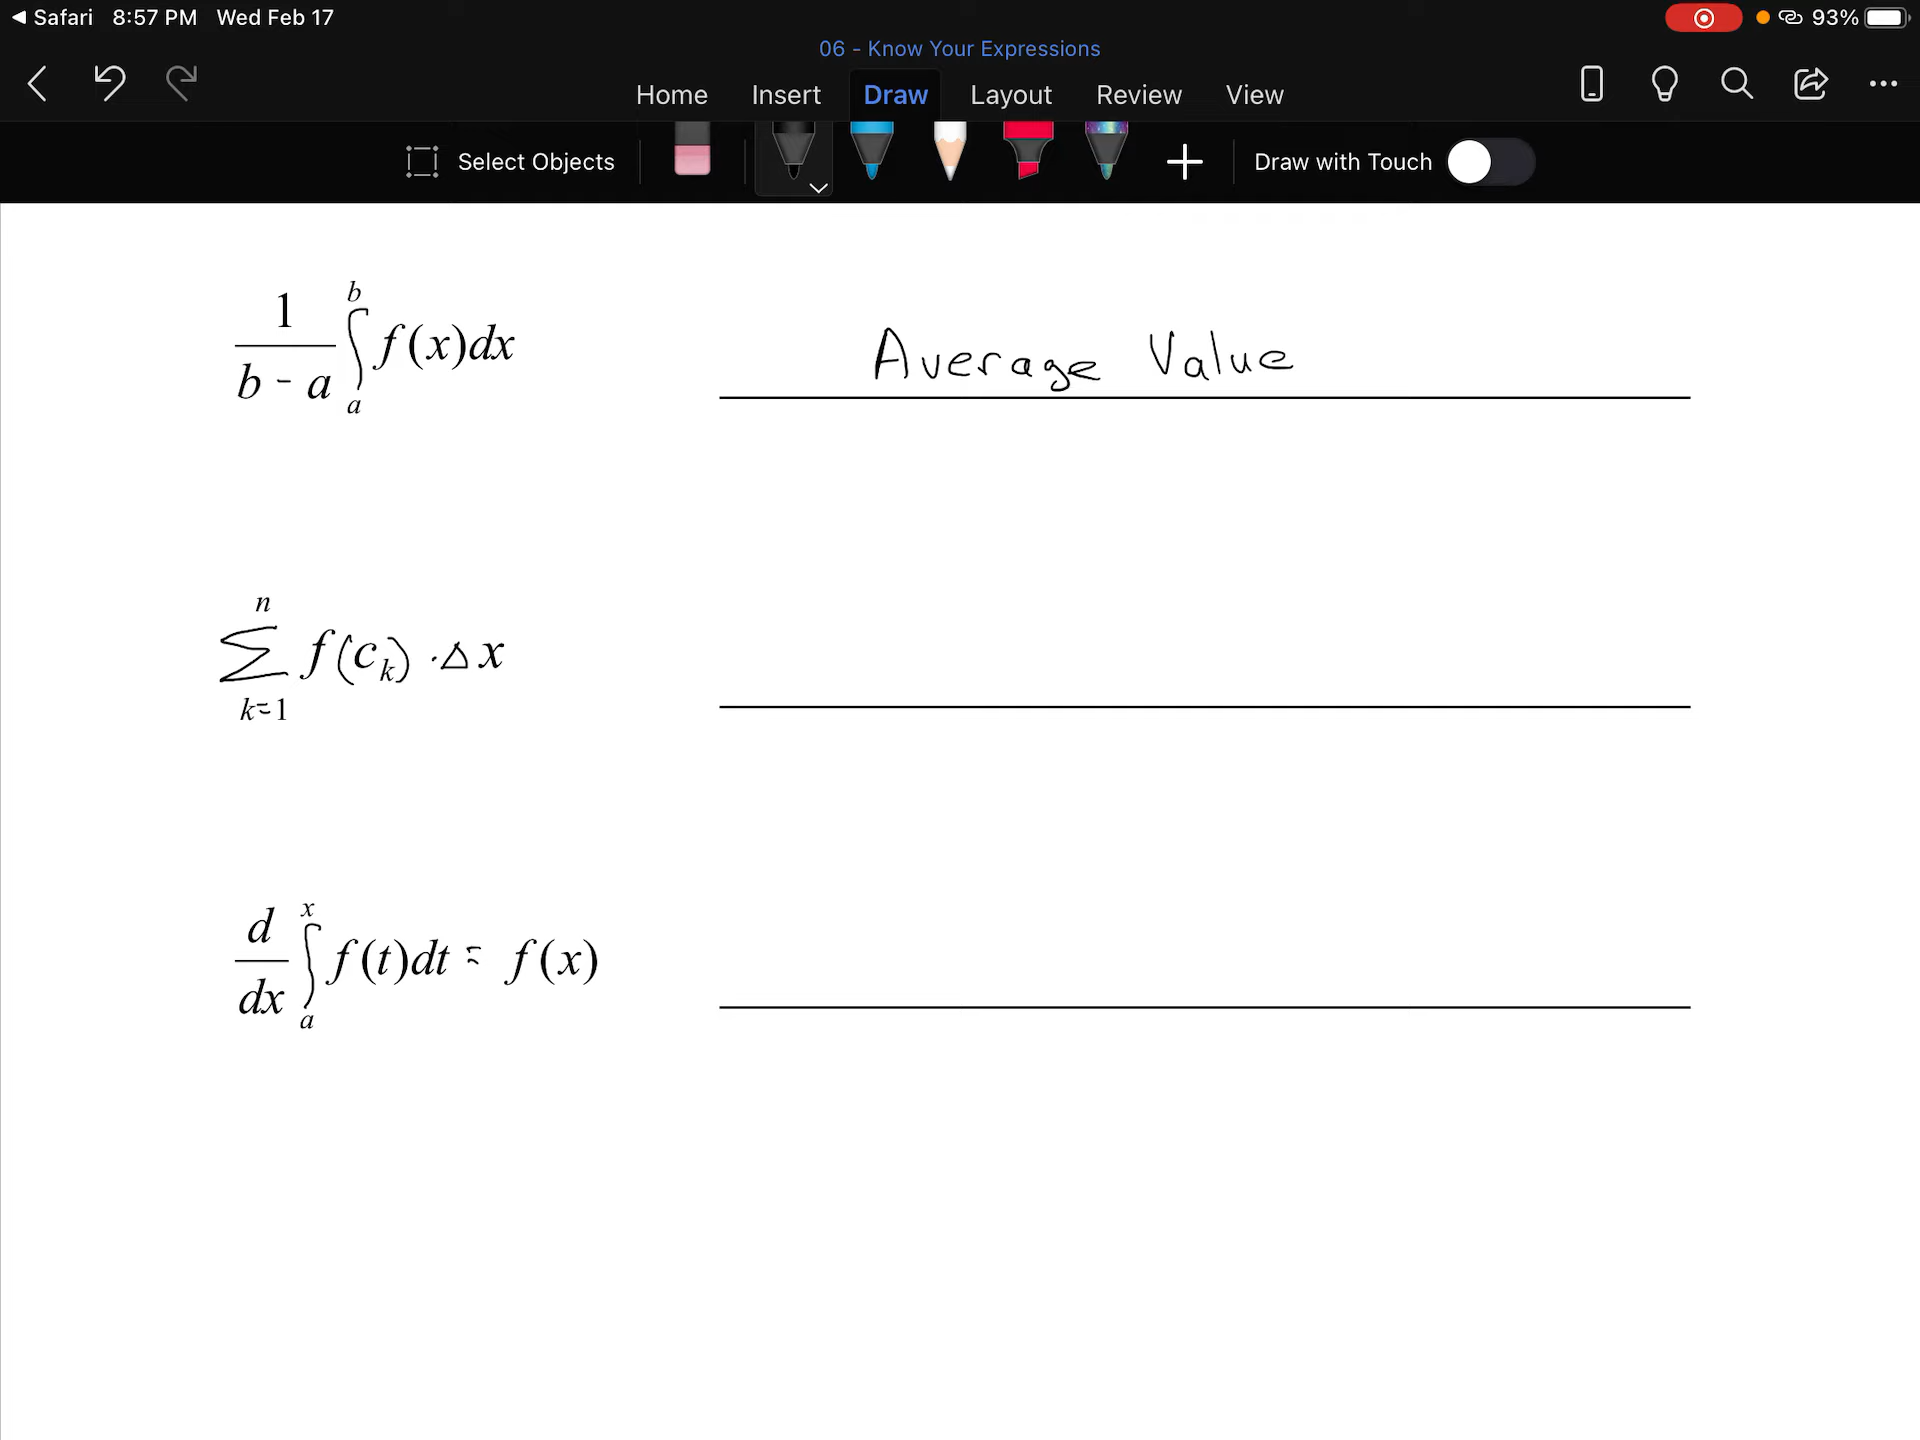 ◀ Safari 8:57 PM Wed Feb 17 93%
06 - Know Your Expressions
Home Insert Draw Layout Review View
Select Objects Draw with Touch
1/(b - a) ∫_a^b f(x)dx Average Value
∑_{k=1}^n f(c_k) · Δx
d/dx ∫_a^x f(t)dt = f(x)